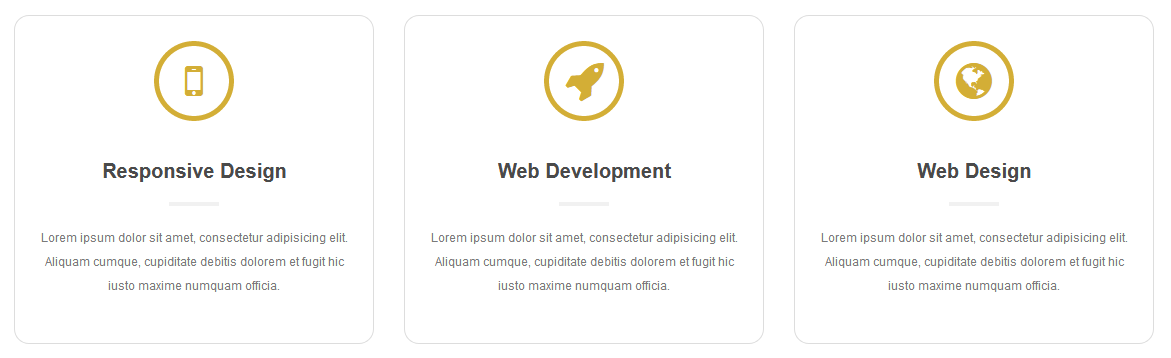 Responsive Design
Lorem ipsum dolor sit amet, consectetur adipisicing elit.
Aliquam cumque, cupiditate debitis dolorem et fugit hic
iusto maxime numquam officia.
Web Development
Lorem ipsum dolor sit amet, consectetur adipisicing elit.
Aliquam cumque, cupiditate debitis dolorem et fugit hic
iusto maxime numquam officia.
Web Design
Lorem ipsum dolor sit amet, consectetur adipisicing elit.
Aliquam cumque, cupiditate debitis dolorem et fugit hic
iusto maxime numquam officia.